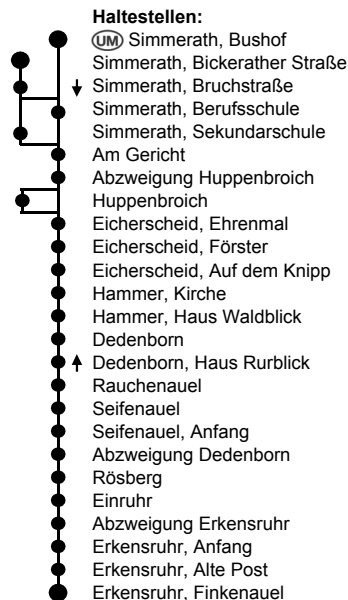 Haltestellen:
UM Simmerath, Bushof
Simmerath, Bickerather Straße
Simmerath, Bruchstraße
Simmerath, Berufsschule
Simmerath, Sekundarschule
Am Gericht
Abzweigung Huppenbroich
Huppenbroich
Eicherscheid, Ehrenmal
Eicherscheid, Förster
Eicherscheid, Auf dem Knipp
Hammer, Kirche
Hammer, Haus Waldblick
Dedenborn
Dedenborn, Haus Rurblick
Rauchenauel
Seifenauel
Seifenauel, Anfang
Abzweigung Dedenborn
Rösberg
Einruhr
Abzweigung Erkensruhr
Erkensruhr, Anfang
Erkensruhr, Alte Post
Erkensruhr, Finkenauel